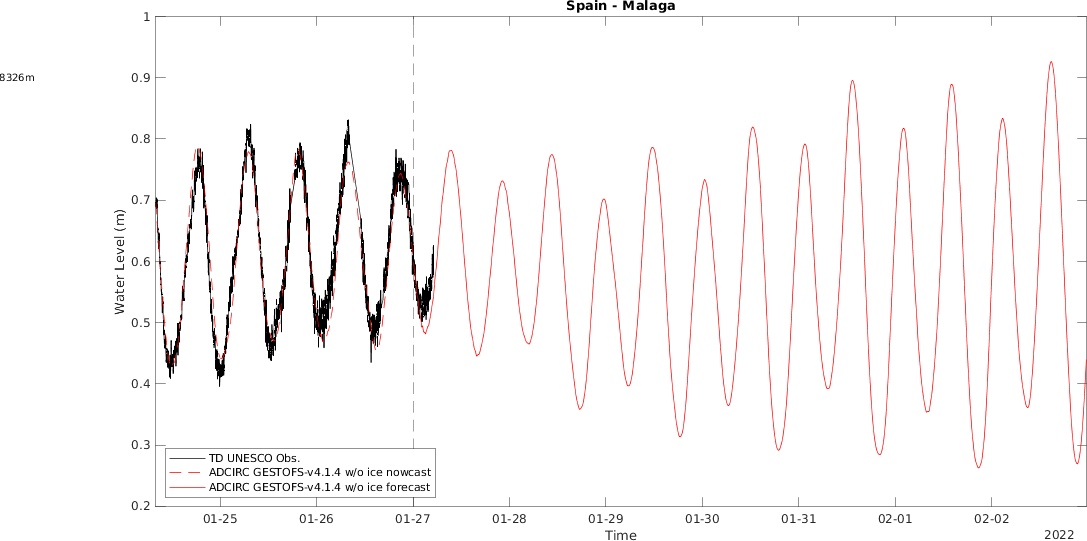 Spain - Malaga
8326m
Water Level (m)
1
0.9
0.8
0.7
0.6
0.5
0.4
0.3
0.2
TD UNESCO Obs.
ADCIRC GESTOFS-v4.1.4 w/o ice nowcast
ADCIRC GESTOFS-v4.1.4 w/o ice forecast
01-25 01-26 01-27 01-28 01-29 01-30 01-31 02-01 02-02
Time
2022